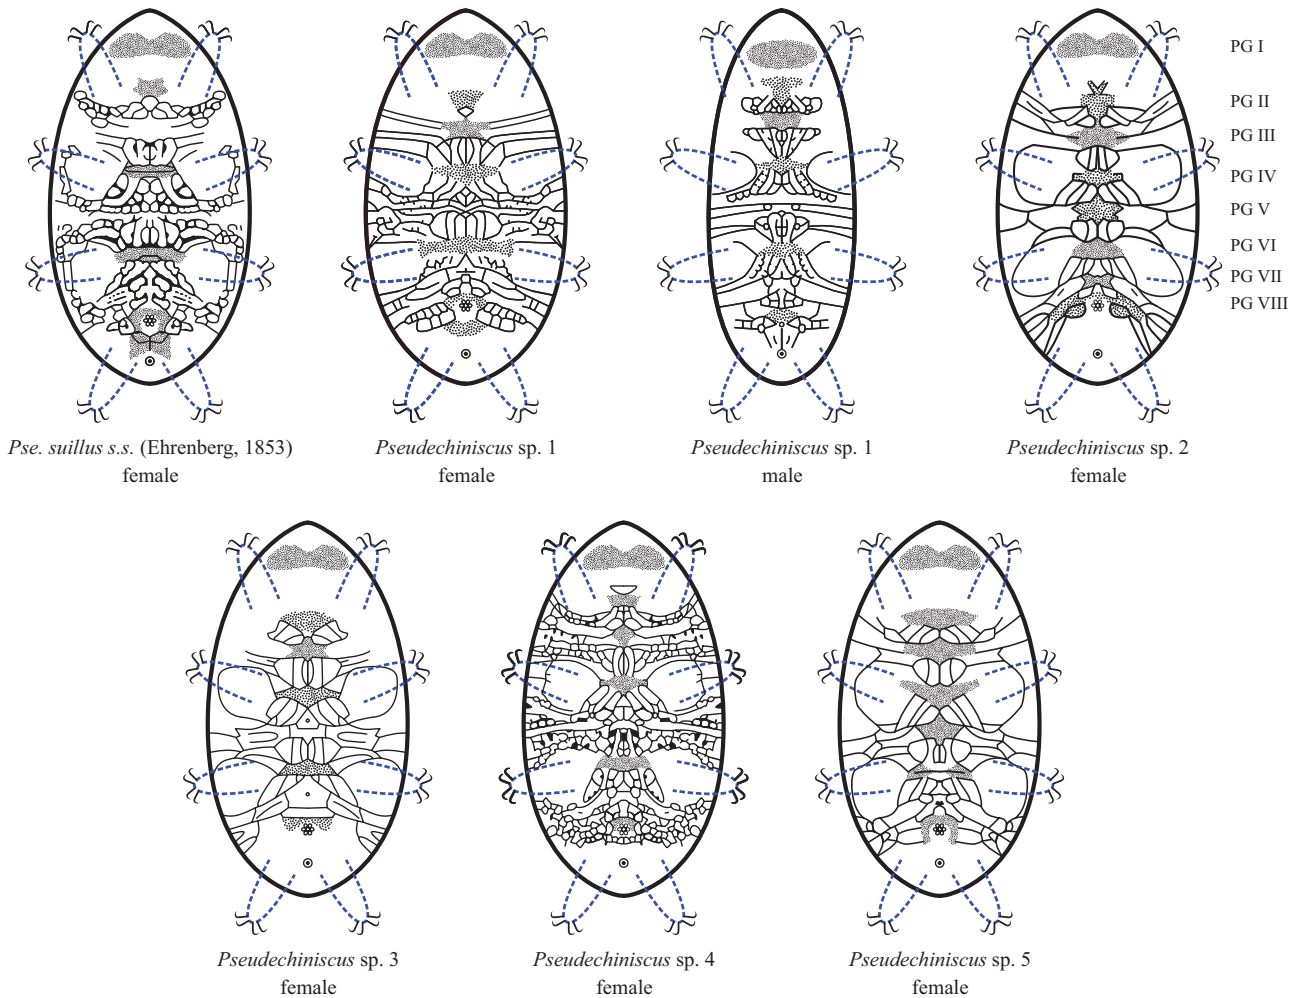 PG I
PG II
PG III
PG IV
PG V
PG VI
PG VII
PG VIII
Pse. suillus s.s. (Ehrenberg, 1853)
female
Pseudechiniscus sp. 1
female
Pseudechiniscus sp. 1
male
Pseudechiniscus sp. 2
female
Pseudechiniscus sp. 3
female
Pseudechiniscus sp. 4
female
Pseudechiniscus sp. 5
female